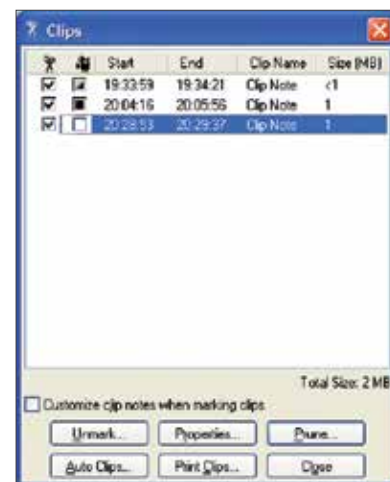 Clips
Start End Clip Name Size (MB)
19:33:59 19:34:21 Clip Note <1
20:04:16 20:05:56 Clip Note 1
20:28:53 20:29:37 Clip Note 1
Total Size: 2 MB
Customize clip notes when marking clips
Unmark... Properties... Prune...
Auto Clips... Print Clips... Close